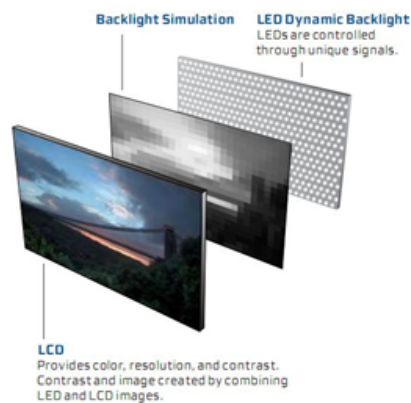 Backlight Simulation
LED Dynamic Backlight
LEDs are controlled
through unique signals.
LCD
Provides color, resolution, and contrast.
Contrast and image created by combining
LED and LCD images.